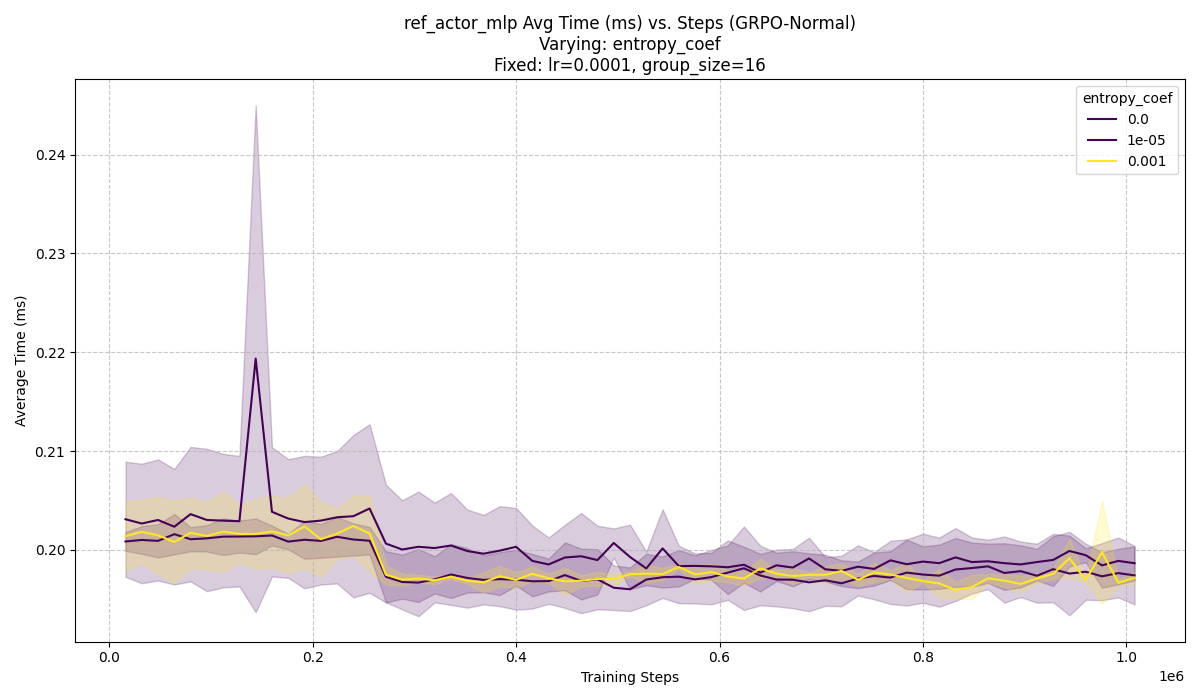 ref_actor_mlp Avg Time (ms) vs. Steps (GRPO-Normal)
Varying: entropy_coef
Fixed: lr=0.0001, group_size=16
entropy_coef
0.0
1e-05
0.001
Average Time (ms)
0.24
0.23
0.22
0.21
0.20
0.0
0.2
0.4
0.6
0.8
1.0
1e6
Training Steps